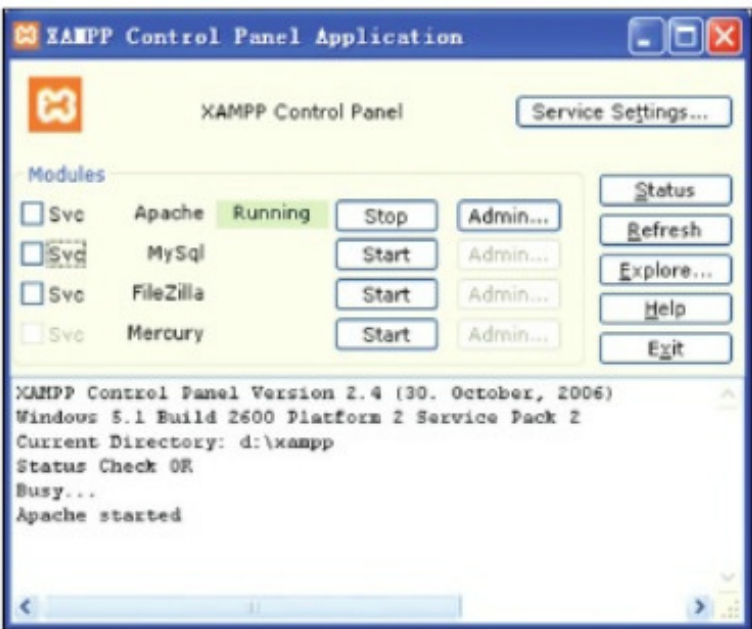 XAMPP Control Panel Application
XAMPP Control Panel
Service Settings...
Modules
Svc Apache Running Stop Admin...
Svc MySql Start Admin...
Svc FileZilla Start Admin...
Svc Mercury Start Admin...
Status
Refresh
Explore...
Help
Exit
XAMPP Control Panel Version 2.4 (30. October, 2006)
Windows 5.1 Build 2600 Platform 2 Service Pack 2
Current Directory: d:\xampp
Status Check OK
Busy...
Apache started